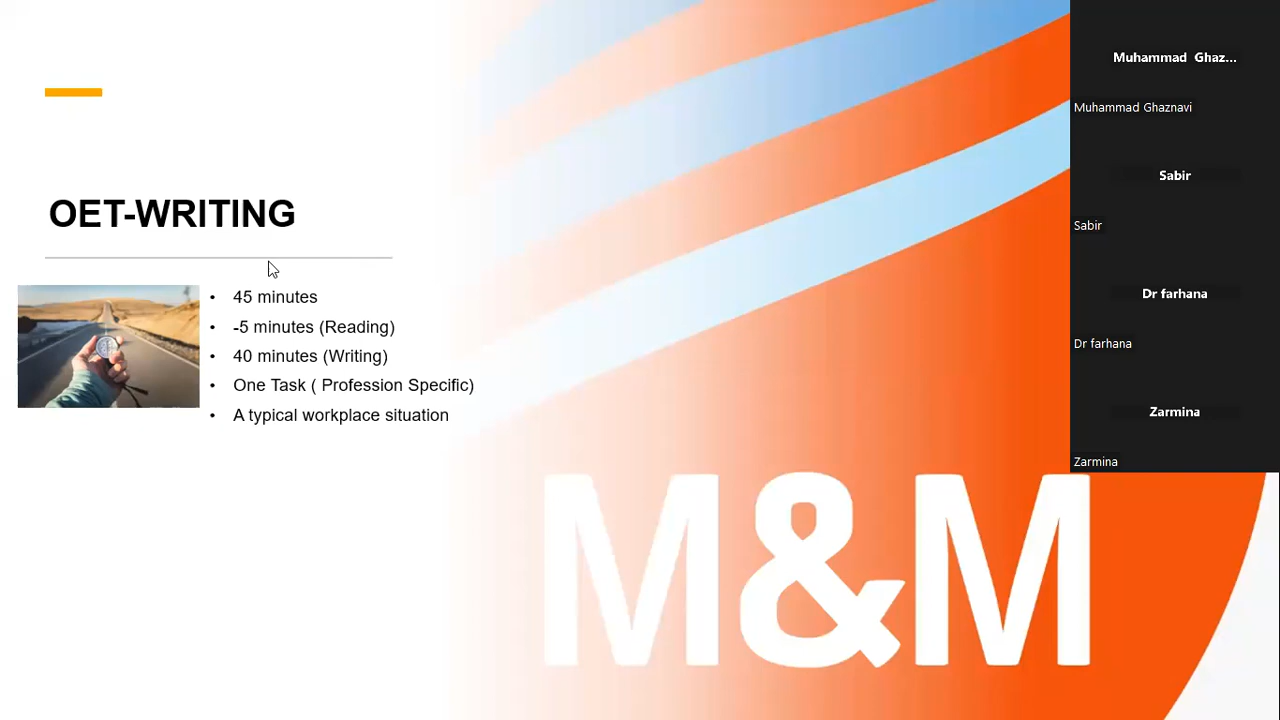 OET-WRITING
• 45 minutes
• -5 minutes (Reading)
• 40 minutes (Writing)
• One Task ( Profession Specific)
• A typical workplace situation
M&M
Muhammad Ghaz...
Muhammad Ghaznavi
Sabir
Sabir
Dr farhana
Dr farhana
Zarmina
Zarmina